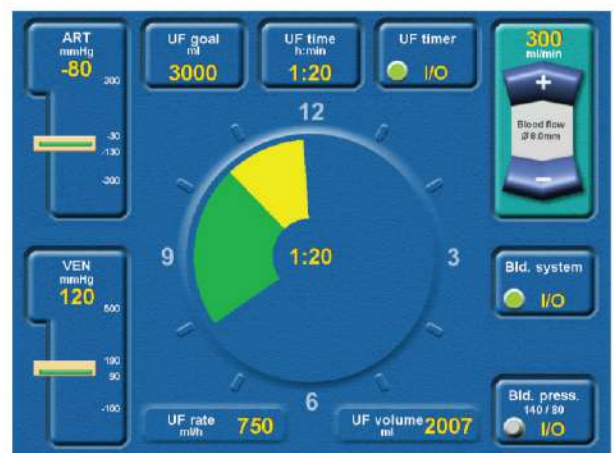 ART
mmHg
-80
300
-30
-130
-300
UF goal
ml
3000
UF time
h:min
1:20
UF timer
I/O
300
ml/min
+
Blood flow
Ø 8.0mm
–
12
9
1:20
3
6
VEN
mmHg
120
500
190
90
-100
Bld. system
I/O
UF rate
ml/h
750
UF volume
ml
2007
Bld. press.
140 / 80
I/O